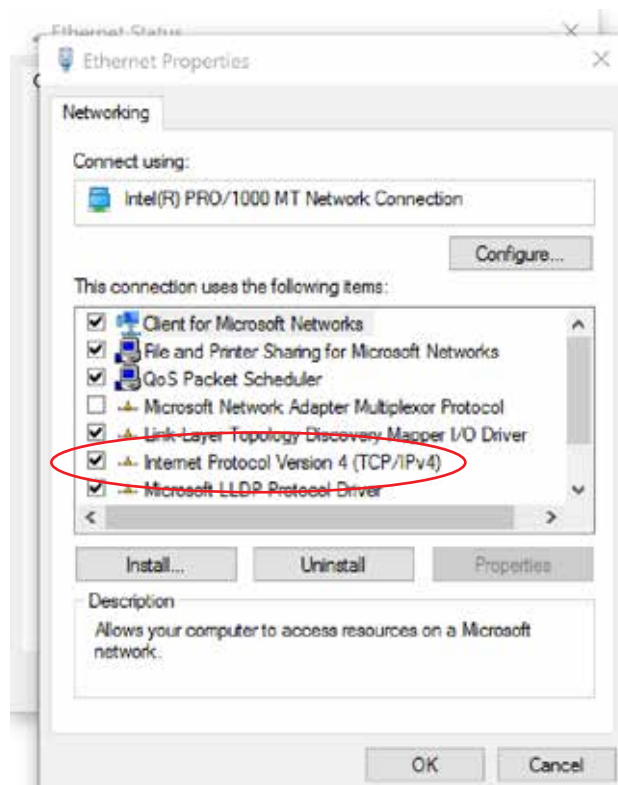 Ethernet Status
Ethernet Properties
Networking
Connect using:
Intel(R) PRO/1000 MT Network Connection
Configure...
This connection uses the following items:
Client for Microsoft Networks
File and Printer Sharing for Microsoft Networks
QoS Packet Scheduler
Microsoft Network Adapter Multiplexor Protocol
Link-Layer Topology Discovery Mapper I/O Driver
Internet Protocol Version 4 (TCP/IPv4)
Microsoft LLDP Protocol Driver
Install...
Uninstall
Properties
Description
Allows your computer to access resources on a Microsoft
network.
OK
Cancel